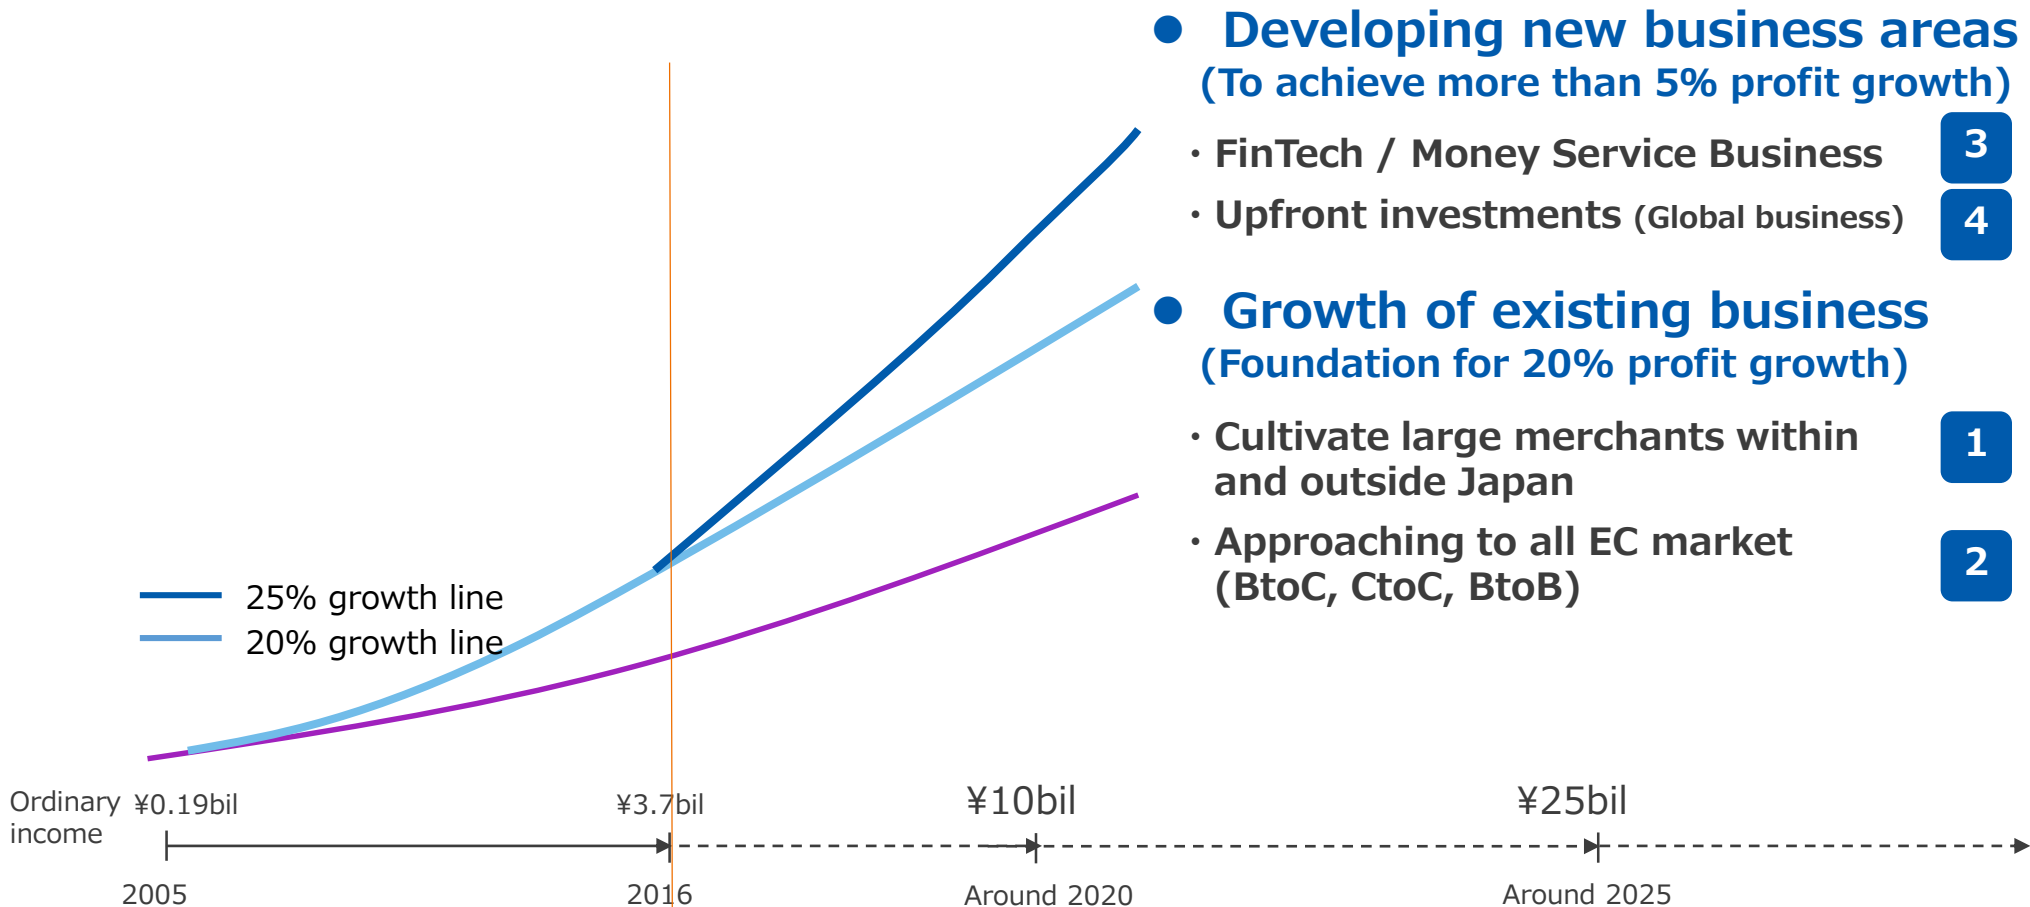 ● Developing new business areas
(To achieve more than 5% profit growth)
・FinTech / Money Service Business
3
・Upfront investments (Global business)
4
● Growth of existing business
(Foundation for 20% profit growth)
・Cultivate large merchants within
and outside Japan
1
・Approaching to all EC market
(BtoC, CtoC, BtoB)
2
25% growth line
20% growth line
Ordinary
income
¥0.19bil
¥3.7bil
¥10bil
¥25bil
2005
2016
Around 2020
Around 2025